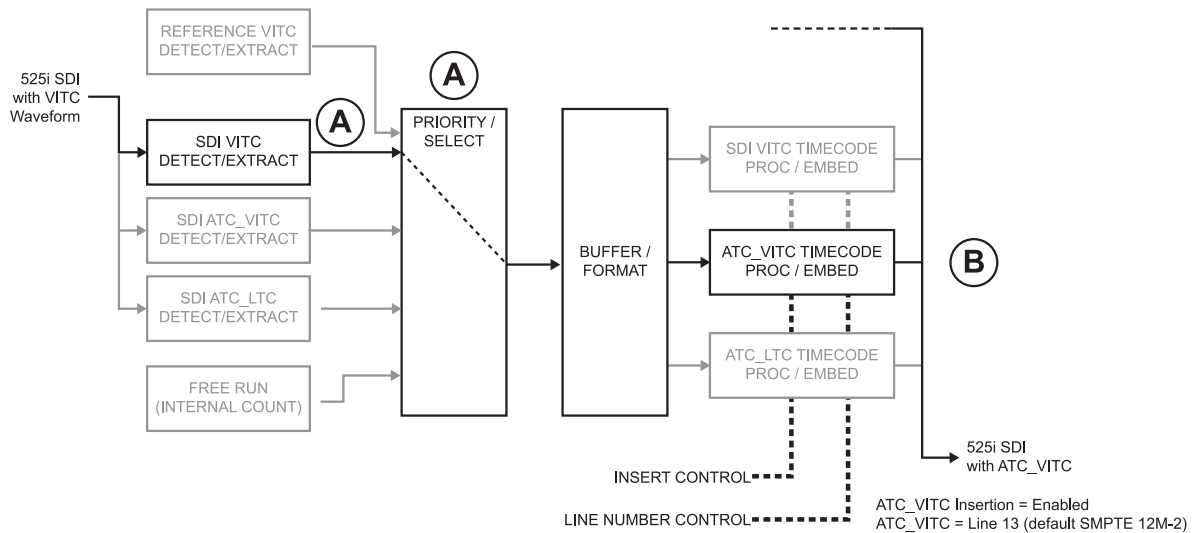 REFERENCE VITC
DETECT/EXTRACT
525i SDI
with VITC
Waveform
SDI VITC
DETECT/EXTRACT
A
SDI ATC_VITC
DETECT/EXTRACT
SDI ATC_LTC
DETECT/EXTRACT
FREE RUN
(INTERNAL COUNT)
A
PRIORITY /
SELECT
BUFFER /
FORMAT
SDI VITC TIMECODE
PROC / EMBED
ATC_VITC TIMECODE
PROC / EMBED
ATC_LTC TIMECODE
PROC / EMBED
B
525i SDI
with ATC_VITC
INSERT CONTROL
LINE NUMBER CONTROL
ATC_VITC Insertion = Enabled
ATC_VITC = Line 13 (default SMPTE 12M-2)